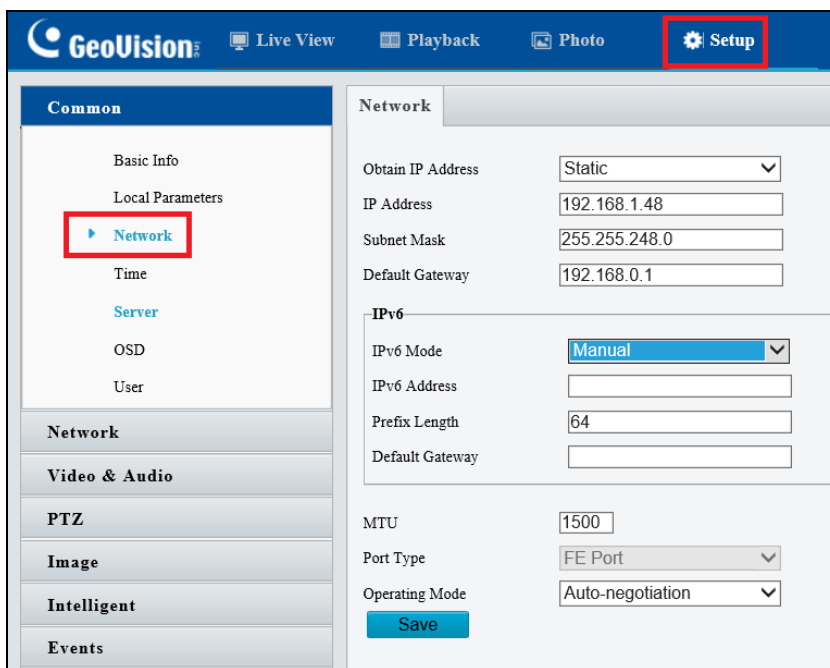 GeoVision
Live View
Playback
Photo
Setup
Common
Basic Info
Local Parameters
Network
Time
Server
OSD
User
Network
Video & Audio
PTZ
Image
Intelligent
Events
Network
Obtain IP Address Static
IP Address 192.168.1.48
Subnet Mask 255.255.248.0
Default Gateway 192.168.0.1
IPv6
IPv6 Mode Manual
IPv6 Address
Prefix Length 64
Default Gateway
MTU 1500
Port Type FE Port
Operating Mode Auto-negotiation
Save